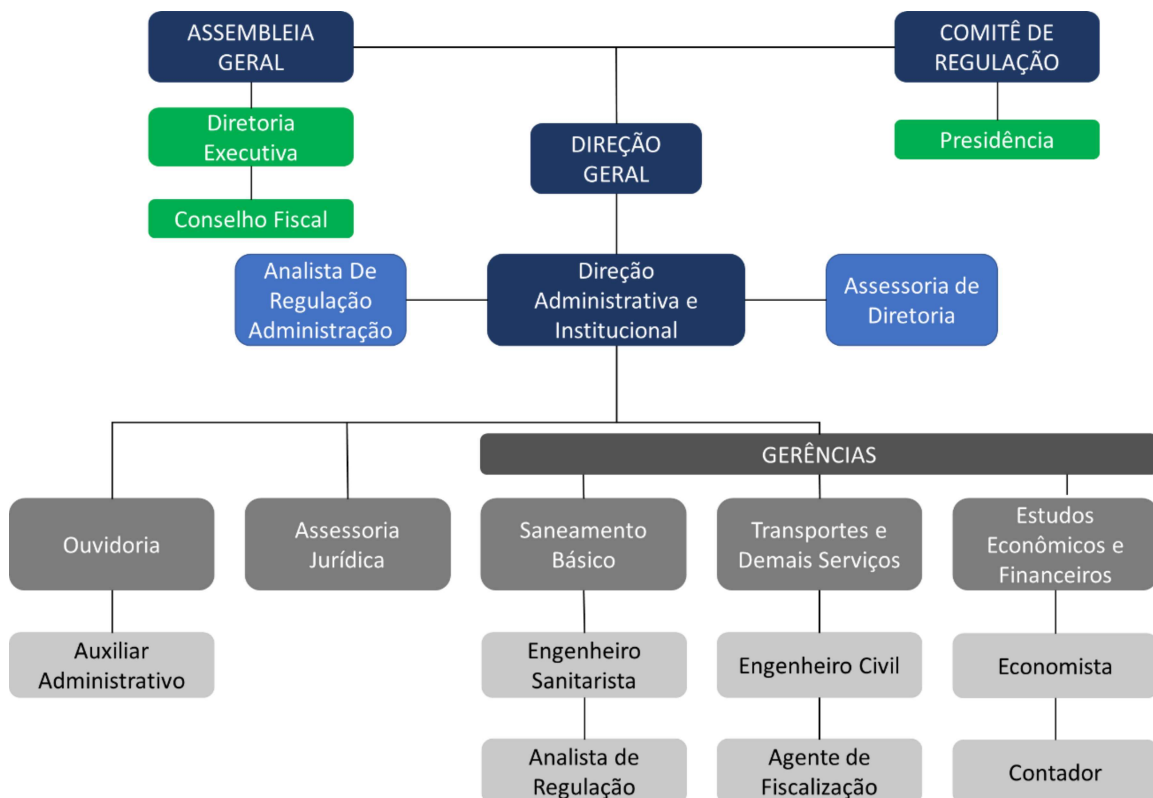 ASSEMBLEIA
GERAL
COMITÊ DE
REGULAÇÃO
Diretoria
Executiva
DIREÇÃO
GERAL
Presidência
Conselho Fiscal
Analista De
Regulação
Administração
Direção
Administrativa e
Institucional
Assessoria de
Diretoria
GERÊNCIAS
Ouvidoria
Assessoria
Jurídica
Saneamento
Básico
Transportes e
Demais Serviços
Estudos
Econômicos e
Financeiros
Auxiliar
Administrativo
Engenheiro
Sanitarista
Engenheiro Civil
Economista
Analista de
Regulação
Agente de
Fiscalização
Contador